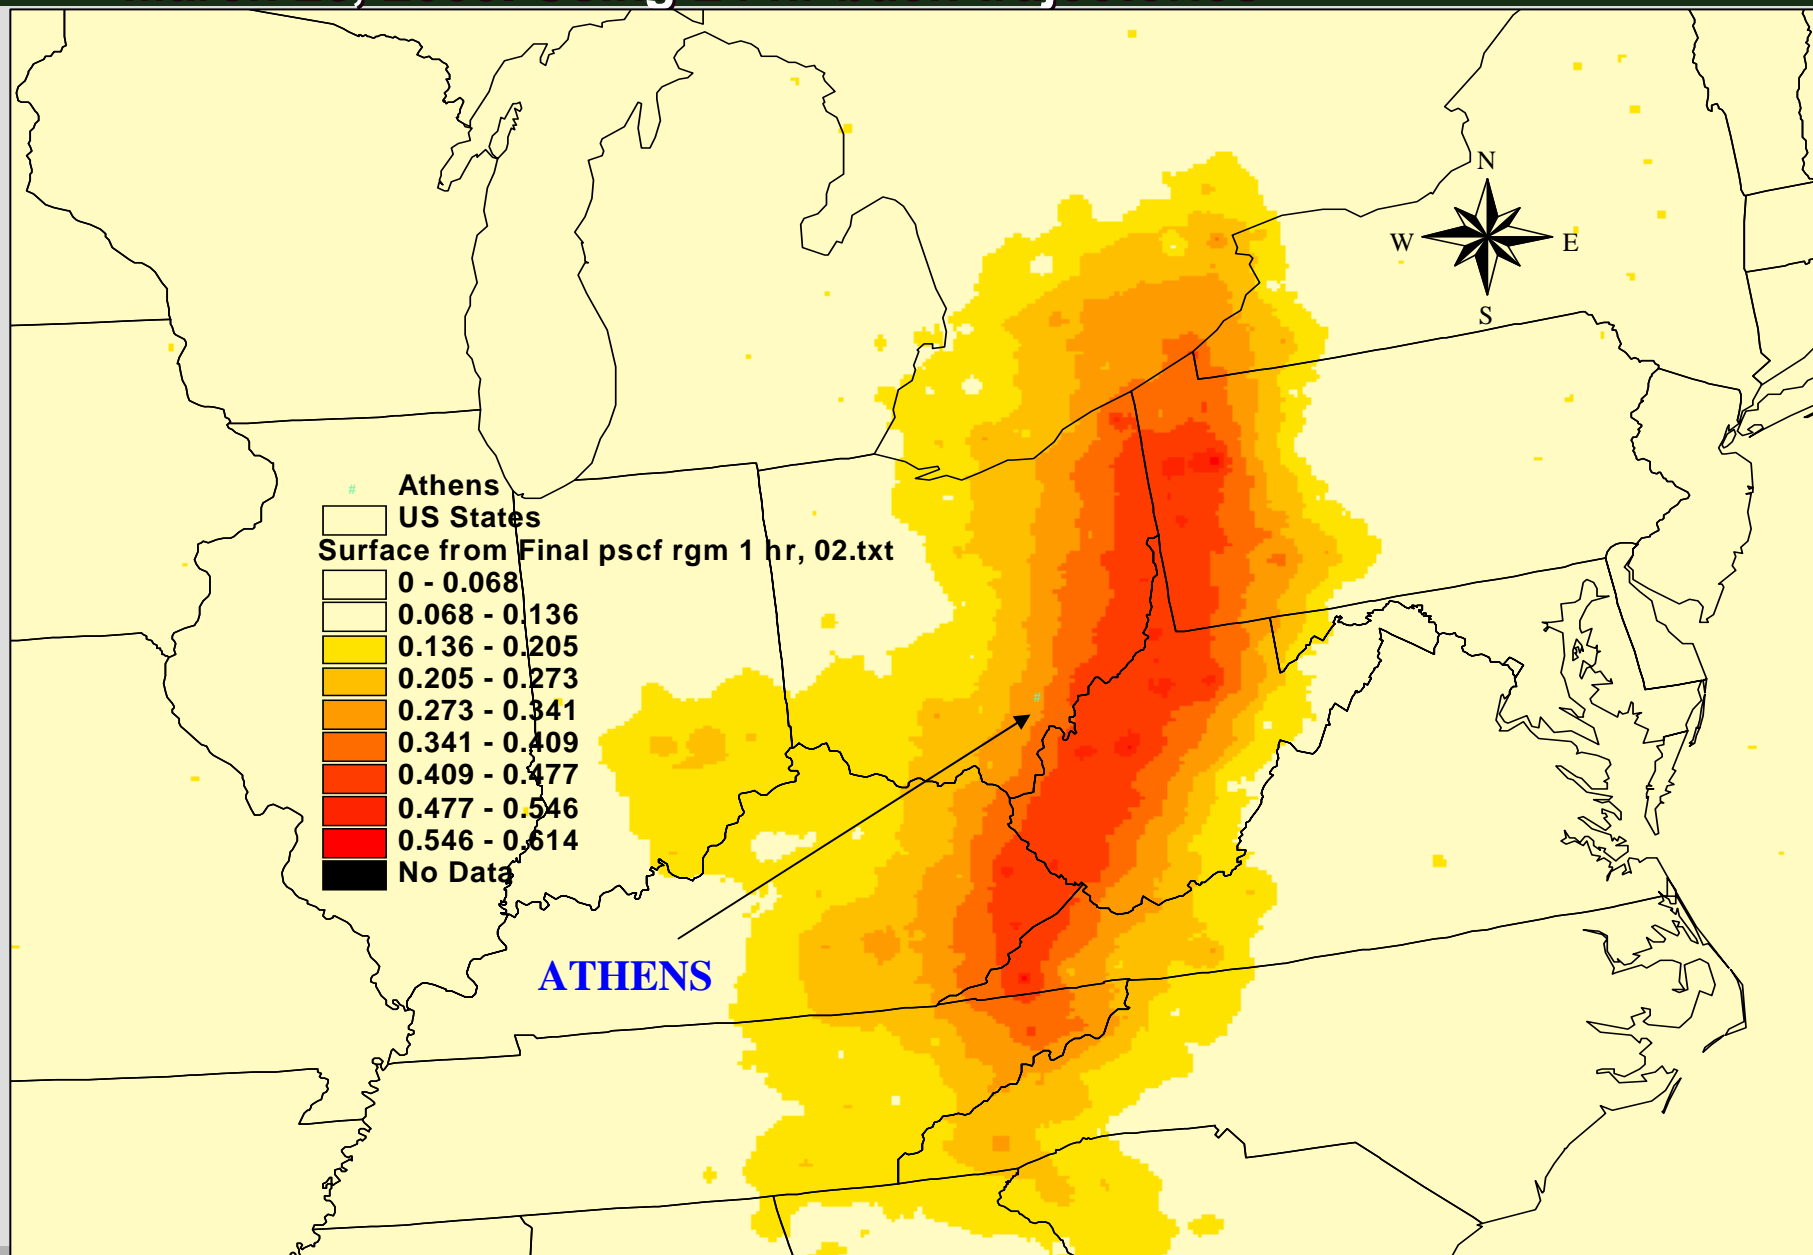 N
W E
S
# Athens
US States
Surface from Final pscf rgm 1 hr, 02.txt
0 - 0.068
0.068 - 0.136
0.136 - 0.205
0.205 - 0.273
0.273 - 0.341
0.341 - 0.409
0.409 - 0.477
0.477 - 0.546
0.546 - 0.614
No Data
#
ATHENS